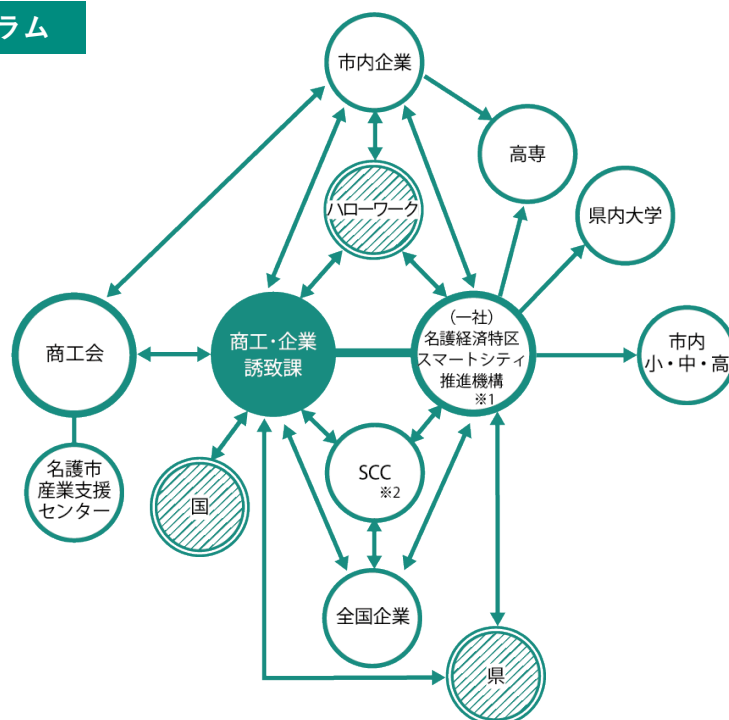 ラム
市内企業
高専
ハローワーク
県内大学
商工会
商工・企業
誘致課
（一社）
名護経済特区
スマートシティ
推進機構
※1
市内
小・中・高
名護市
産業支援
センター
国
SCC
※2
全国企業
県